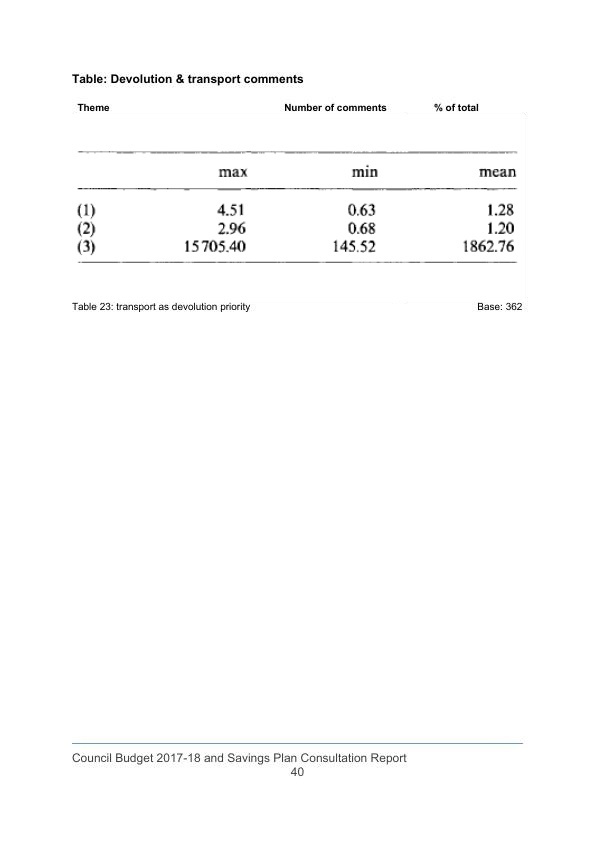 Table: Devolution & transport comments
Theme Number of comments % of total
max min mean
(1) 4.51 0.63 1.28
(2) 2.96 0.68 1.20
(3) 15705.40 145.52 1862.76
Table 23: transport as devolution priority Base: 362
Council Budget 2017-18 and Savings Plan Consultation Report
40